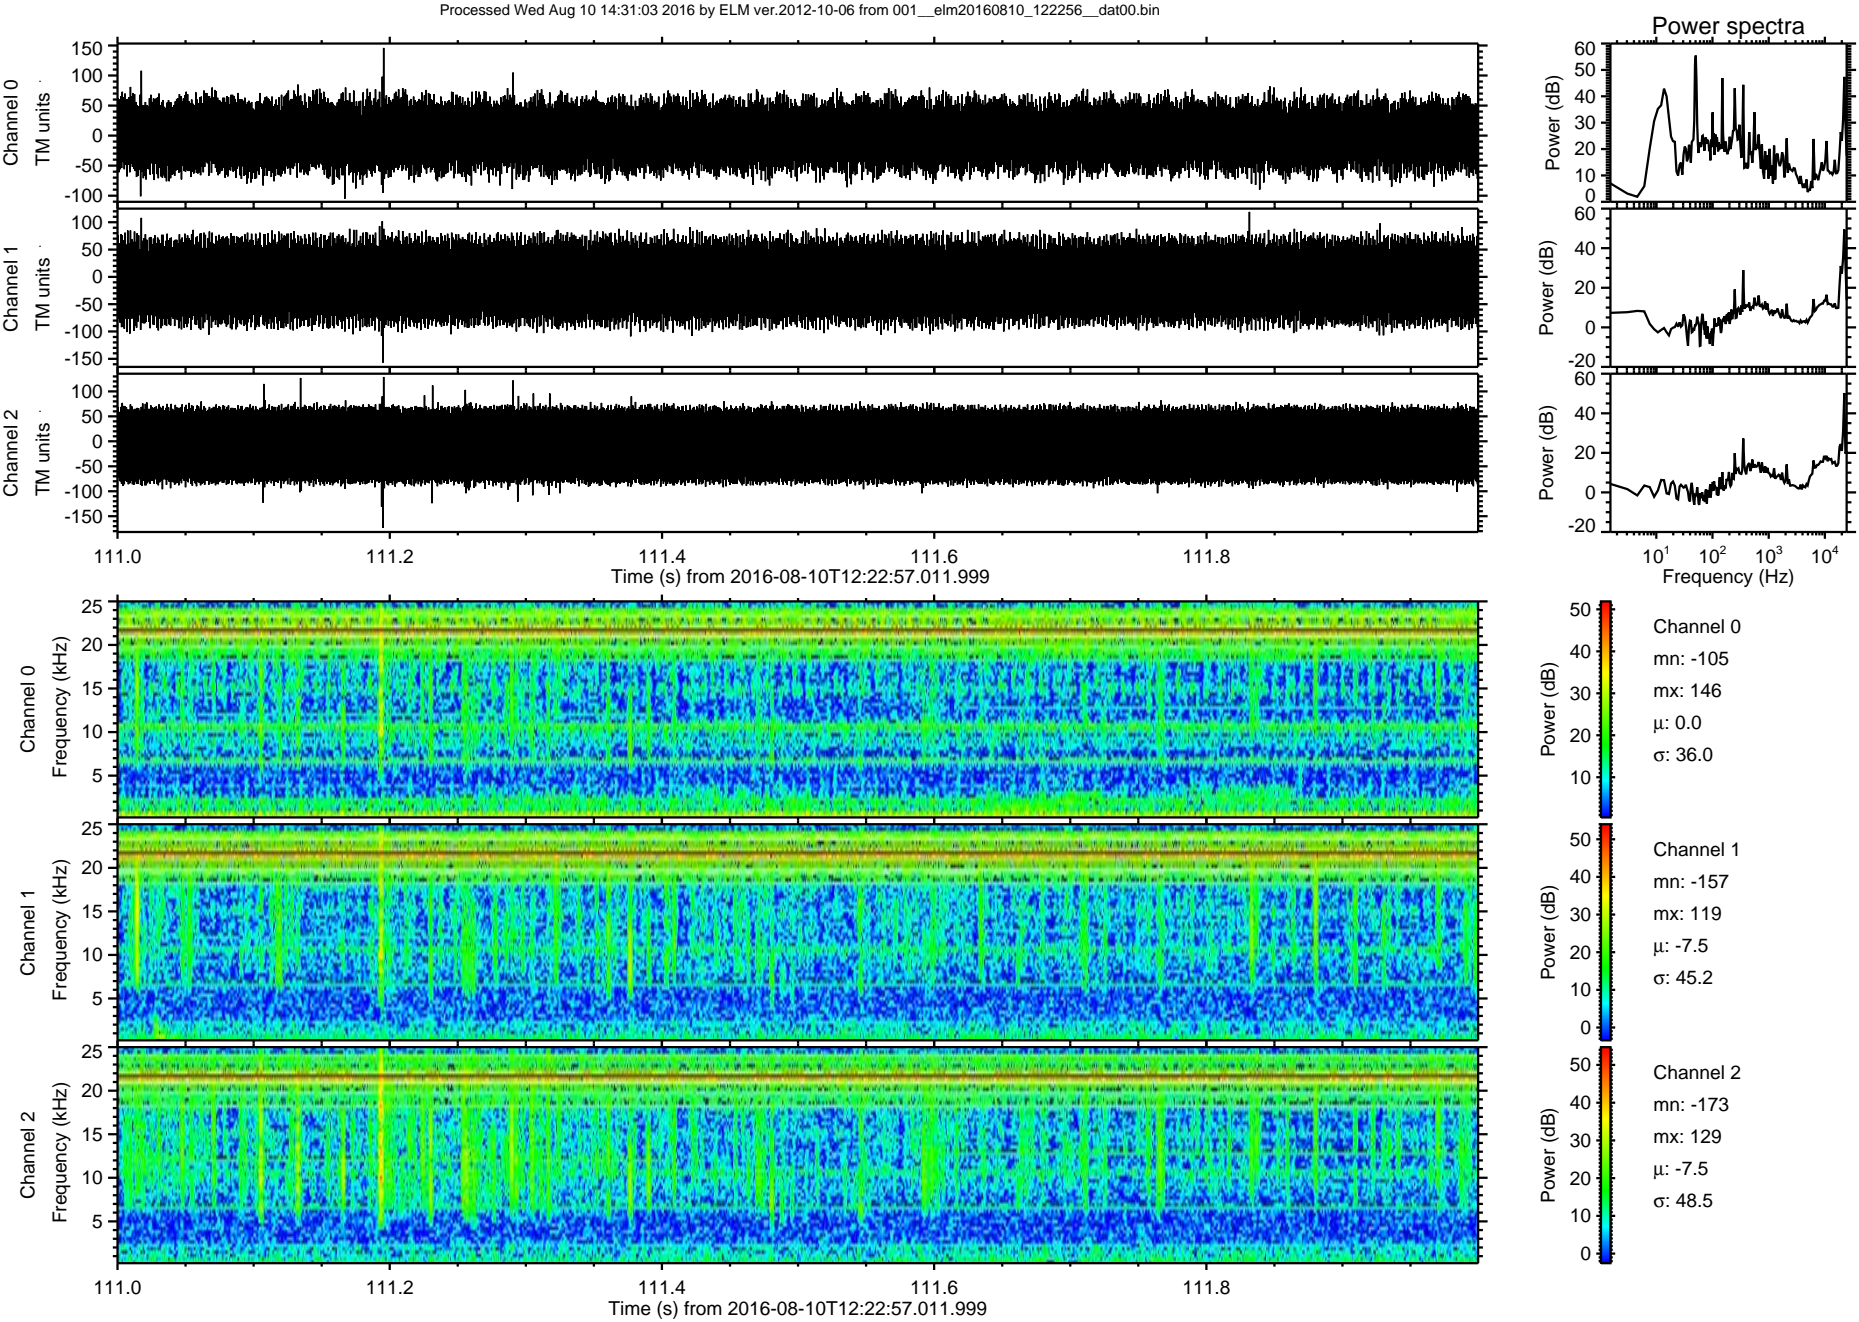 Processed Wed Aug 10 14:31:03 2016 by ELM ver.2012-10-06 from 001__elm20160810_122256__dat00.bin
Power spectra
Channel 0
TM units
150
100
50
0
-50
-100
Power (dB)
60
50
40
30
20
10
0
Channel 1
TM units
100
50
0
-50
-100
-150
Power (dB)
60
40
20
0
-20
Channel 2
TM units
100
50
0
-50
-100
-150
Power (dB)
60
40
20
0
-20
111.0 111.2 111.4 111.6 111.8
Time (s) from 2016-08-10T12:22:57.011.999
10¹ 10² 10³ 10⁴
Frequency (Hz)
Channel 0
Frequency (kHz)
25
20
15
10
5
Power (dB)
50
40
30
20
10
Channel 0
mn: -105
mx: 146
μ: 0.0
σ: 36.0
Channel 1
Frequency (kHz)
25
20
15
10
5
Power (dB)
50
40
30
20
10
0
Channel 1
mn: -157
mx: 119
μ: -7.5
σ: 45.2
Channel 2
Frequency (kHz)
25
20
15
10
5
Power (dB)
50
40
30
20
10
0
Channel 2
mn: -173
mx: 129
μ: -7.5
σ: 48.5
111.0 111.2 111.4 111.6 111.8
Time (s) from 2016-08-10T12:22:57.011.999